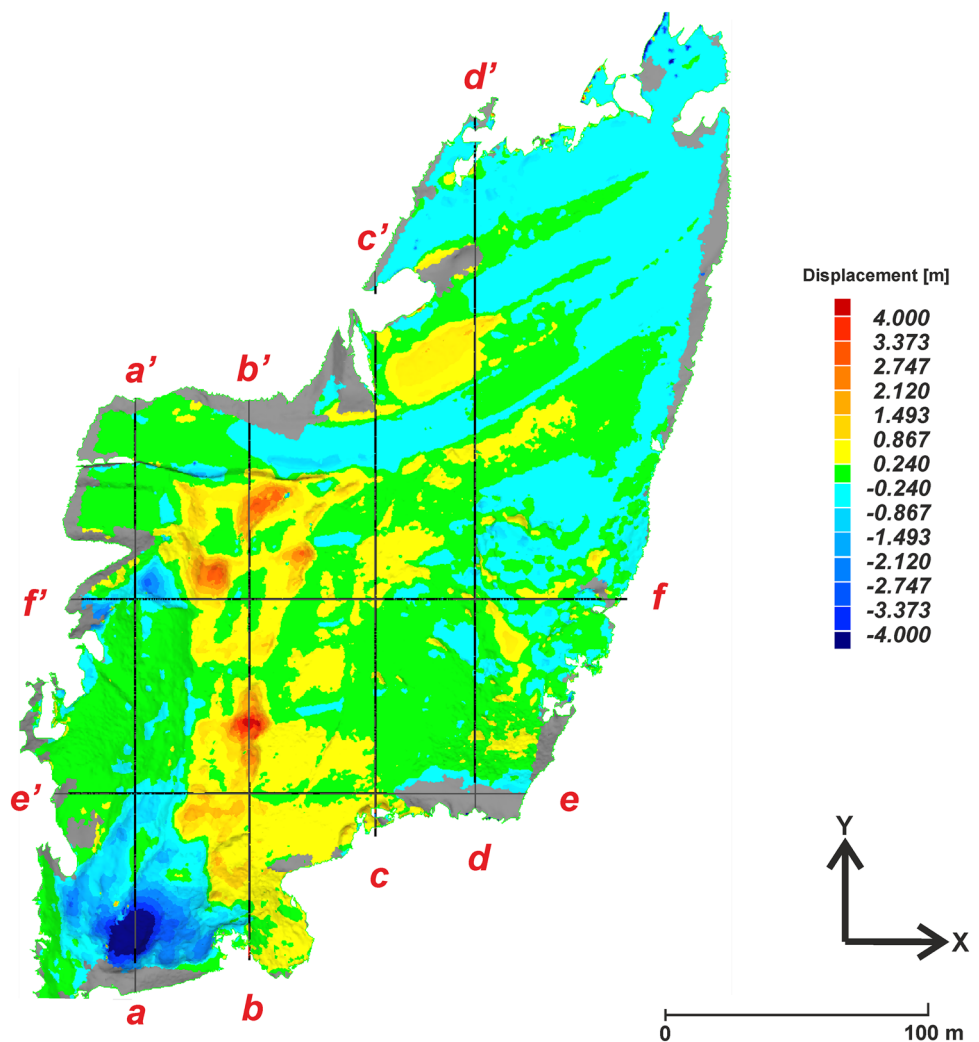 d’
c’
Displacement [m]
4.000
3.373
2.747
2.120
1.493
0.867
0.240
-0.240
-0.867
-1.493
-2.120
-2.747
-3.373
-4.000
a’
b’
f’
f
e’
e
c
d
a
b
Y
X
0
100 m